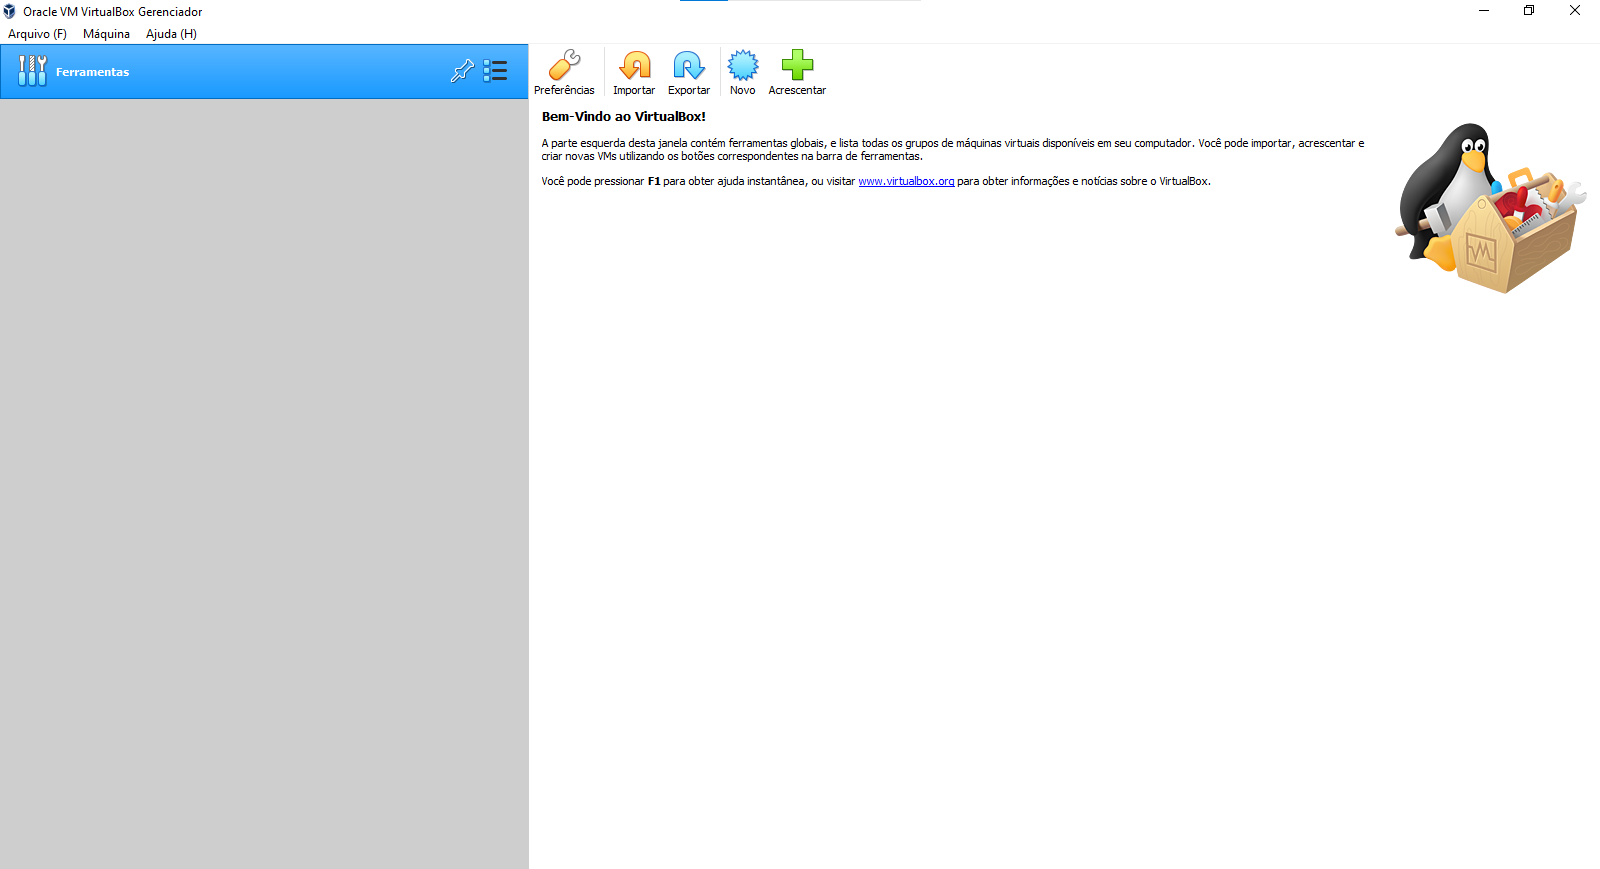 Oracle VM VirtualBox Gerenciador
Arquivo (F) Máquina Ajuda (H)
Ferramentas
Preferências Importar Exportar Novo Acrescentar
Bem-Vindo ao VirtualBox!
A parte esquerda desta janela contém ferramentas globais, e lista todas os grupos de máquinas virtuais disponíveis em seu computador. Você pode importar, acrescentar e
criar novas VMs utilizando os botões correspondentes na barra de ferramentas.
Você pode pressionar F1 para obter ajuda instantânea, ou visitar www.virtualbox.org para obter informações e notícias sobre o VirtualBox.